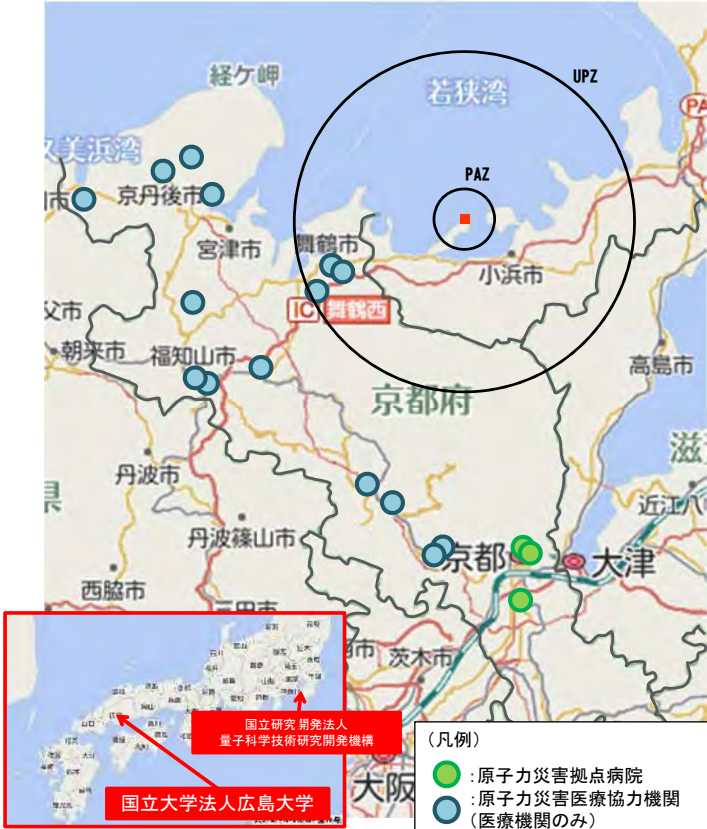 経ケ岬
若狭湾
UPZ
PA
久美浜湾
PAZ
京丹後市
宮津市
舞鶴市
小浜市
IC 舞鶴西
父市
朝来市
福知山市
高島市
京都府
滋
丹波市
県
近江八
丹波篠山市
京都
大津
西脇市
三田市
茨木市
大阪
国立研究開発法人
量子科学技術研究開発機構
国立大学法人広島大学
(凡例)
:原子力災害拠点病院
:原子力災害医療協力機関
(医療機関のみ)